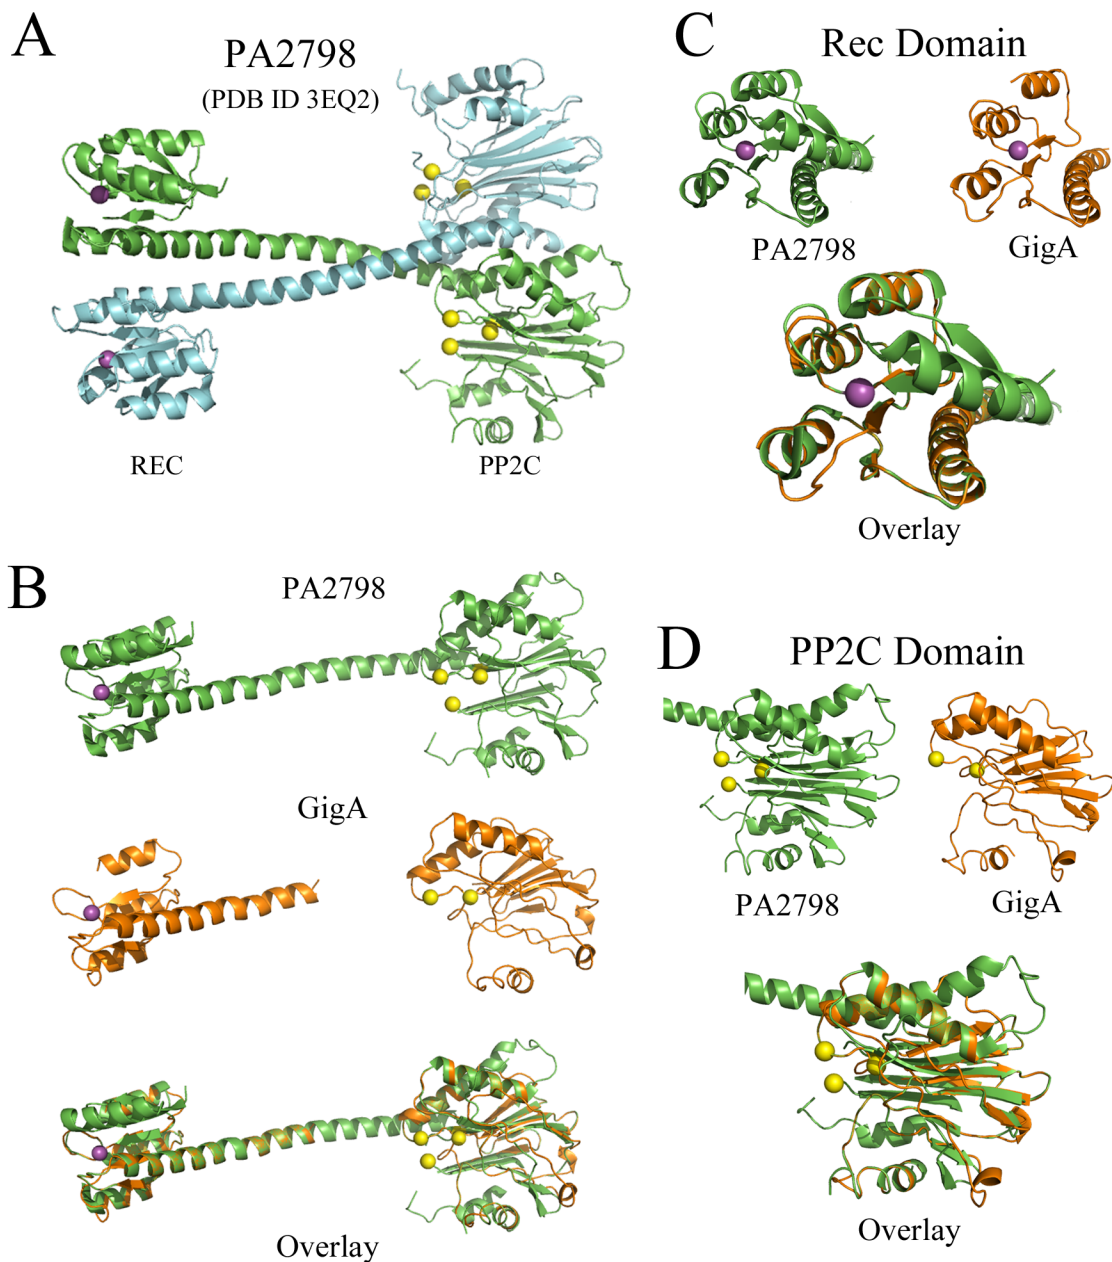 A
PA2798
(PDB ID 3EQ2)
REC
PP2C
B
PA2798
GigA
Overlay
C
Rec Domain
PA2798
GigA
Overlay
D
PP2C Domain
PA2798
GigA
Overlay